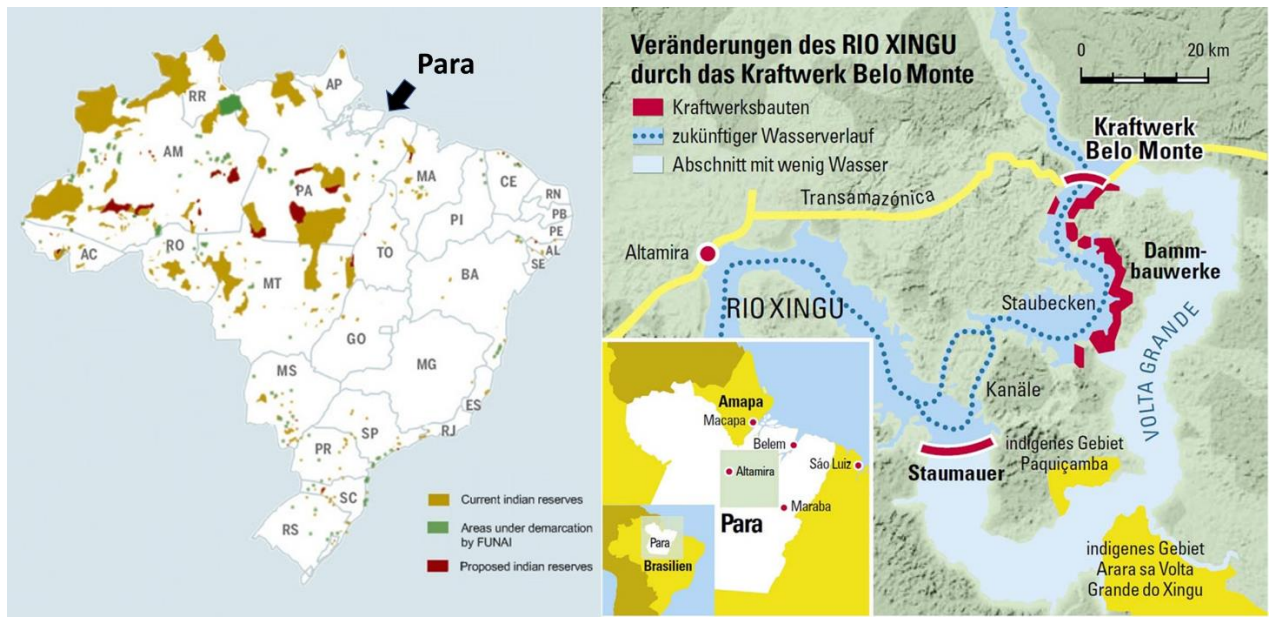 Para
RR
AP
AM
PA
MA
CE
RN
PB
PE
AL
SE
PI
AC
RO
TO
MT
BA
GO
MG
MS
ES
SP
RJ
PR
SC
RS
Current indian reserves
Areas under demarcation
by FUNAI
Proposed indian reserves
Veränderungen des RIO XINGU
durch das Kraftwerk Belo Monte
Kraftwerksbauten
zukünftiger Wasserverlauf
Abschnitt mit wenig Wasser
0 20 km
Kraftwerk
Belo Monte
Transamazónica
Altamira
Damm-
bauwerke
RIO XINGU
Staubecken
VOLTA GRANDE
Kanäle
Staumauer
indigenes Gebiet
Paquiçamba
indigenes Gebiet
Arara sa Volta
Grande do Xingu
Amapa
Macapa
Belem
Altamira
Sáo Luiz
Maraba
Para
Para
Brasilien